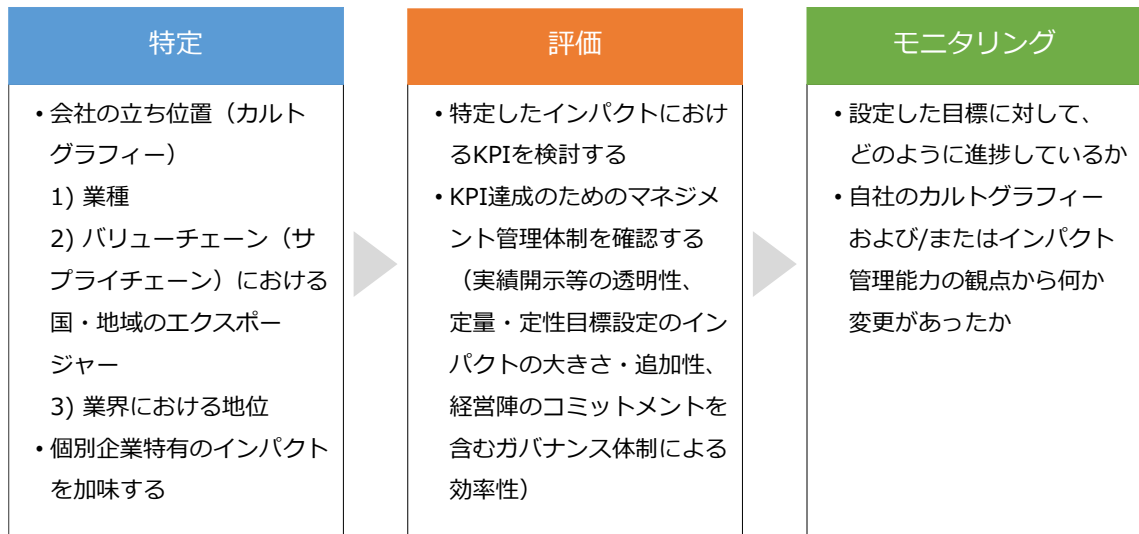 特定
• 会社の立ち位置（カルト
グラフィー）
1) 業種
2) バリューチェーン（サ
プライチェーン）における
国・地域のエクスポー
ジャー
3) 業界における地位
• 個別企業特有のインパクト
を加味する
評価
• 特定したインパクトにおけ
るKPIを検討する
• KPI達成のためのマネジメ
ント管理体制を確認する
（実績開示等の透明性、
定量・定性目標設定のイン
パクトの大きさ・追加性、
経営陣のコミットメントを
含むガバナンス体制による
効率性）
モニタリング
• 設定した目標に対して、
どのように進捗しているか
• 自社のカルトグラフィー
および/またはインパクト
管理能力の観点から何か
変更があったか